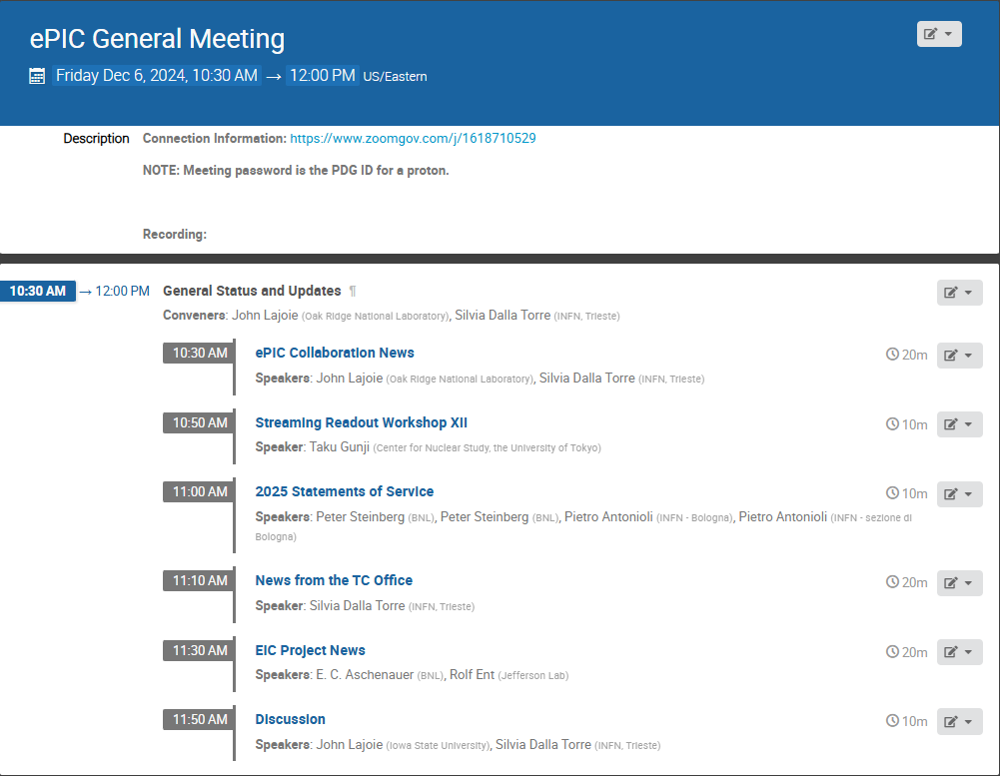 ePIC General Meeting
Friday Dec 6, 2024, 10:30 AM → 12:00 PM US/Eastern
Description Connection Information: https://www.zoomgov.com/j/1618710529
NOTE: Meeting password is the PDG ID for a proton.
Recording:
10:30 AM → 12:00 PM General Status and Updates ¶
Conveners: John Lajoie (Oak Ridge National Laboratory), Silvia Dalla Torre (INFN, Trieste)
10:30 AM ePIC Collaboration News 20m
Speakers: John Lajoie (Oak Ridge National Laboratory), Silvia Dalla Torre (INFN, Trieste)
10:50 AM Streaming Readout Workshop XII 10m
Speaker: Taku Gunji (Center for Nuclear Study, the University of Tokyo)
11:00 AM 2025 Statements of Service 10m
Speakers: Peter Steinberg (BNL), Peter Steinberg (BNL), Pietro Antonioli (INFN - Bologna), Pietro Antonioli (INFN - sezione di
Bologna)
11:10 AM News from the TC Office 20m
Speaker: Silvia Dalla Torre (INFN, Trieste)
11:30 AM EIC Project News 20m
Speakers: E. C. Aschenauer (BNL), Rolf Ent (Jefferson Lab)
11:50 AM Discussion 10m
Speakers: John Lajoie (Iowa State University), Silvia Dalla Torre (INFN, Trieste)